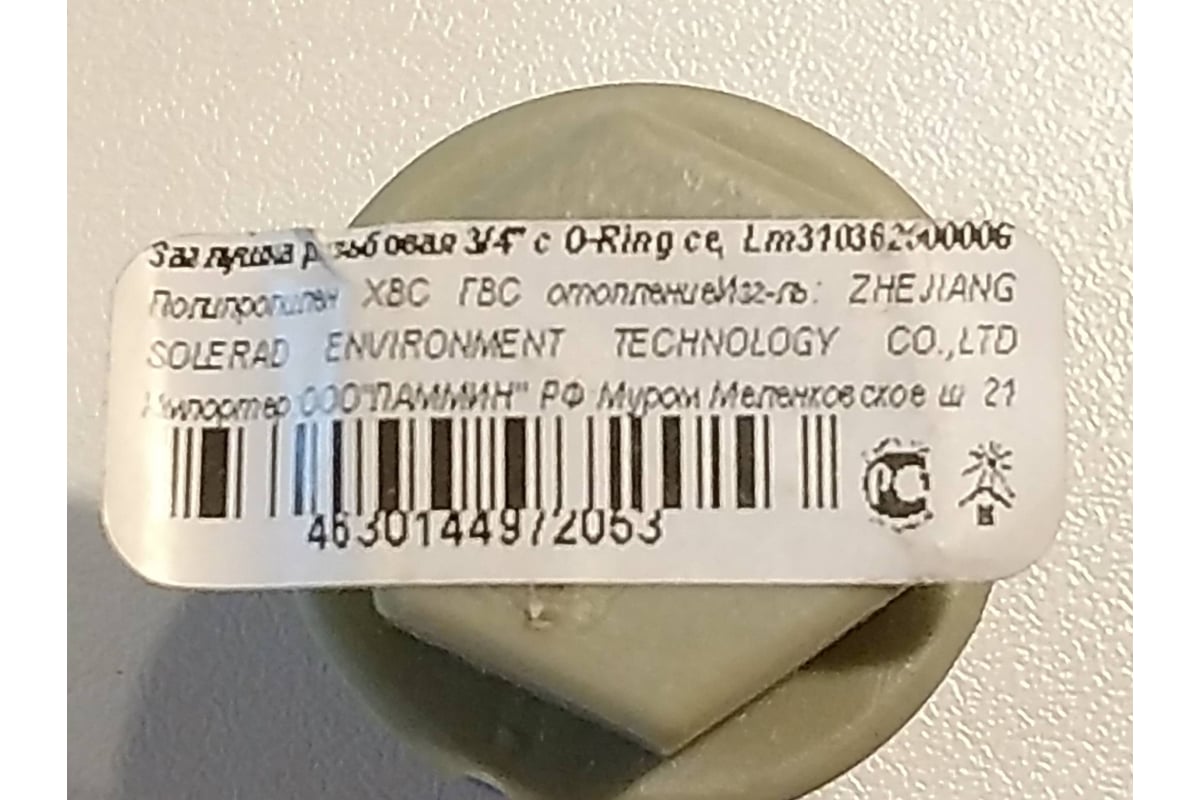 Заглушка резьбовая 3/4" с O-Ring се, Lm310362500006
Полипропилен ХВС ГВС отоплениеИзг-ль: ZHEJIANG
SOLERAD ENVIRONMENT TECHNOLOGY CO.,LTD
Импортер ООО"ЛАММИН" РФ Муром Меленковское ш 21
4630144972053